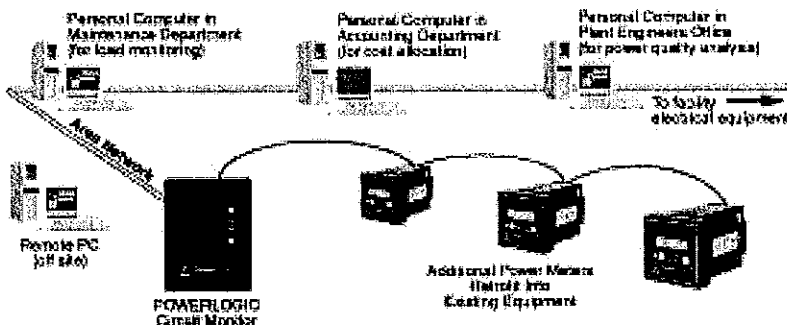 Personal Computer in
Maintenance Department
(for load monitoring)
Personal Computer in
Accounting Department
(for cost allocation)
Personal Computer in
Plant Engineers Office
(for power quality analysis)
To facility
electrical equipment
Area Network
Remote PC
(off site)
POWERLOGIC
Circuit Monitor
Additional Power Meters
Retrofit Into
Existing Equipment